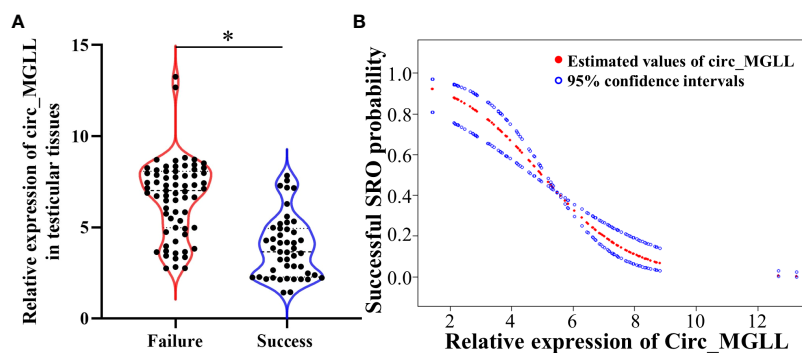 A
Relative expression of circ_MGLL
in testicular tissues
15
10
5
0
*
Failure
Success
B
Successful SRO probability
1.0
0.8
0.6
0.4
0.2
0.0
Estimated values of circ_MGLL
95% confidence intervals
2 4 6 8 10 12
Relative expression of Circ_MGLL